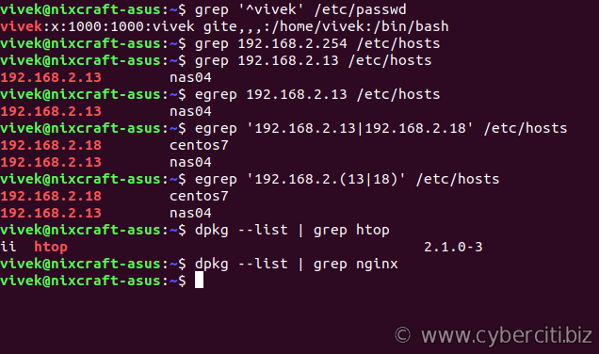 vivek@nixcraft-asus:~$ grep '^vivek' /etc/passwd
vivek:x:1000:1000:vivek gite,,,:/home/vivek:/bin/bash
vivek@nixcraft-asus:~$ grep 192.168.2.254 /etc/hosts
vivek@nixcraft-asus:~$ grep 192.168.2.13 /etc/hosts
192.168.2.13 nas04
vivek@nixcraft-asus:~$ egrep 192.168.2.13 /etc/hosts
192.168.2.13 nas04
vivek@nixcraft-asus:~$ egrep '192.168.2.13|192.168.2.18' /etc/hosts
192.168.2.18 centos7
192.168.2.13 nas04
vivek@nixcraft-asus:~$ egrep '192.168.2.(13|18)' /etc/hosts
192.168.2.18 centos7
192.168.2.13 nas04
vivek@nixcraft-asus:~$ dpkg --list | grep htop
ii htop 2.1.0-3
vivek@nixcraft-asus:~$ dpkg --list | grep nginx
vivek@nixcraft-asus:~$
© www.cyberciti.biz